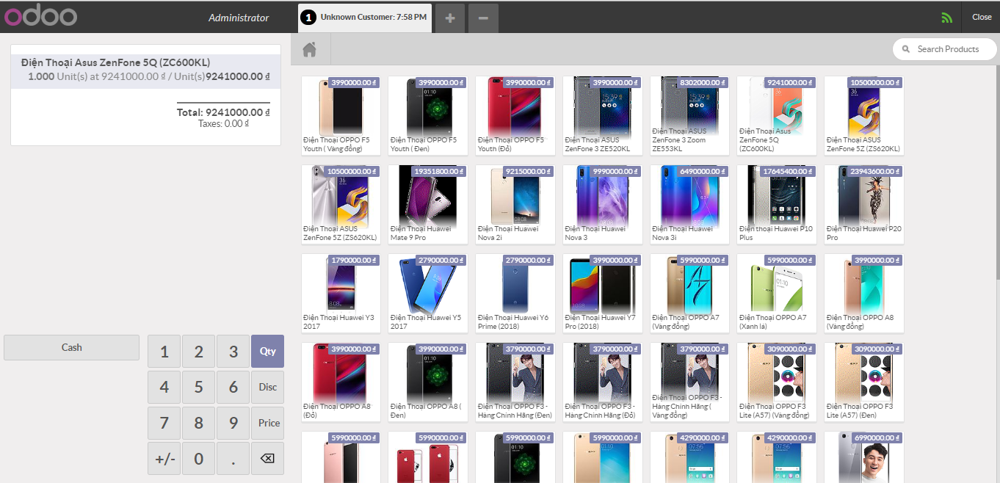 odoo
Administrator
1 Unknown Customer: 7:58 PM
+
−
Close
Search Products
Điện Thoại Asus ZenFone 5Q (ZC600KL)
1.000 Unit(s) at 9241000.00 ₫ / Unit(s) 9241000.00 ₫
Total: 9241000.00 ₫
Taxes: 0.00 ₫
Cash
1 2 3 Qty
4 5 6 Disc
7 8 9 Price
+/- 0 .
3990000.00 ₫
Điện Thoại OPPO F5
Youth ( Vàng đồng)
3990000.00 ₫
Điện Thoại OPPO F5
Youth ( Đen)
3990000.00 ₫
Điện Thoại OPPO F5
Youth (Đỏ)
3990000.00 ₫
Điện Thoại ASUS
ZenFone 3 ZE520KL
8302000.00 ₫
Điện Thoại ASUS
ZenFone 3 Zoom
ZE553KL
9241000.00 ₫
Điện Thoại Asus
ZenFone 5Q
(ZC600KL)
10500000.00 ₫
Điện Thoại ASUS
ZenFone 5Z (ZS620KL)
10500000.00 ₫
Điện Thoại ASUS
ZenFone 5Z (ZS620KL)
19351800.00 ₫
Điện Thoại Huawei
Mate 9 Pro
9215000.00 ₫
Điện Thoại Huawei
Nova 2i
9990000.00 ₫
Điện Thoại Huawei
Nova 3
6490000.00 ₫
Điện Thoại Huawei
Nova 3i
17645400.00 ₫
Điện thoại Huawei P10
Plus
23943600.00 ₫
Điện Thoại Huawei P20
Pro
1790000.00 ₫
Điện Thoại Huawei Y3
2017
2790000.00 ₫
Điện Thoại Huawei Y5
2017
2790000.00 ₫
Điện Thoại Huawei Y6
Prime (2018)
3990000.00 ₫
Điện Thoại Huawei Y7
Pro (2018)
5990000.00 ₫
Điện Thoại OPPO A7
(Vàng đồng)
5990000.00 ₫
Điện Thoại OPPO A7
(Xanh lá)
3990000.00 ₫
Điện Thoại OPPO A8
(Vàng đồng)
3990000.00 ₫
Điện Thoại OPPO A8
(Đỏ)
3990000.00 ₫
Điện Thoại OPPO A8 (
Đen)
3790000.00 ₫
Điện Thoại OPPO F3 -
Hàng Chính Hãng (Đen)
3790000.00 ₫
Điện Thoại OPPO F3 -
Hàng Chính Hãng (Đỏ)
3790000.00 ₫
Điện Thoại OPPO F3 -
Hàng Chính Hãng (
Vàng đồng)
3090000.00 ₫
Điện Thoại OPPO F3
Lite (A57) (Vàng đồng)
3090000.00 ₫
Điện Thoại OPPO F3
Lite (A57) (Đen)
5990000.00 ₫
5990000.00 ₫
5990000.00 ₫
5990000.00 ₫
4290000.00 ₫
4290000.00 ₫
6990000.00 ₫